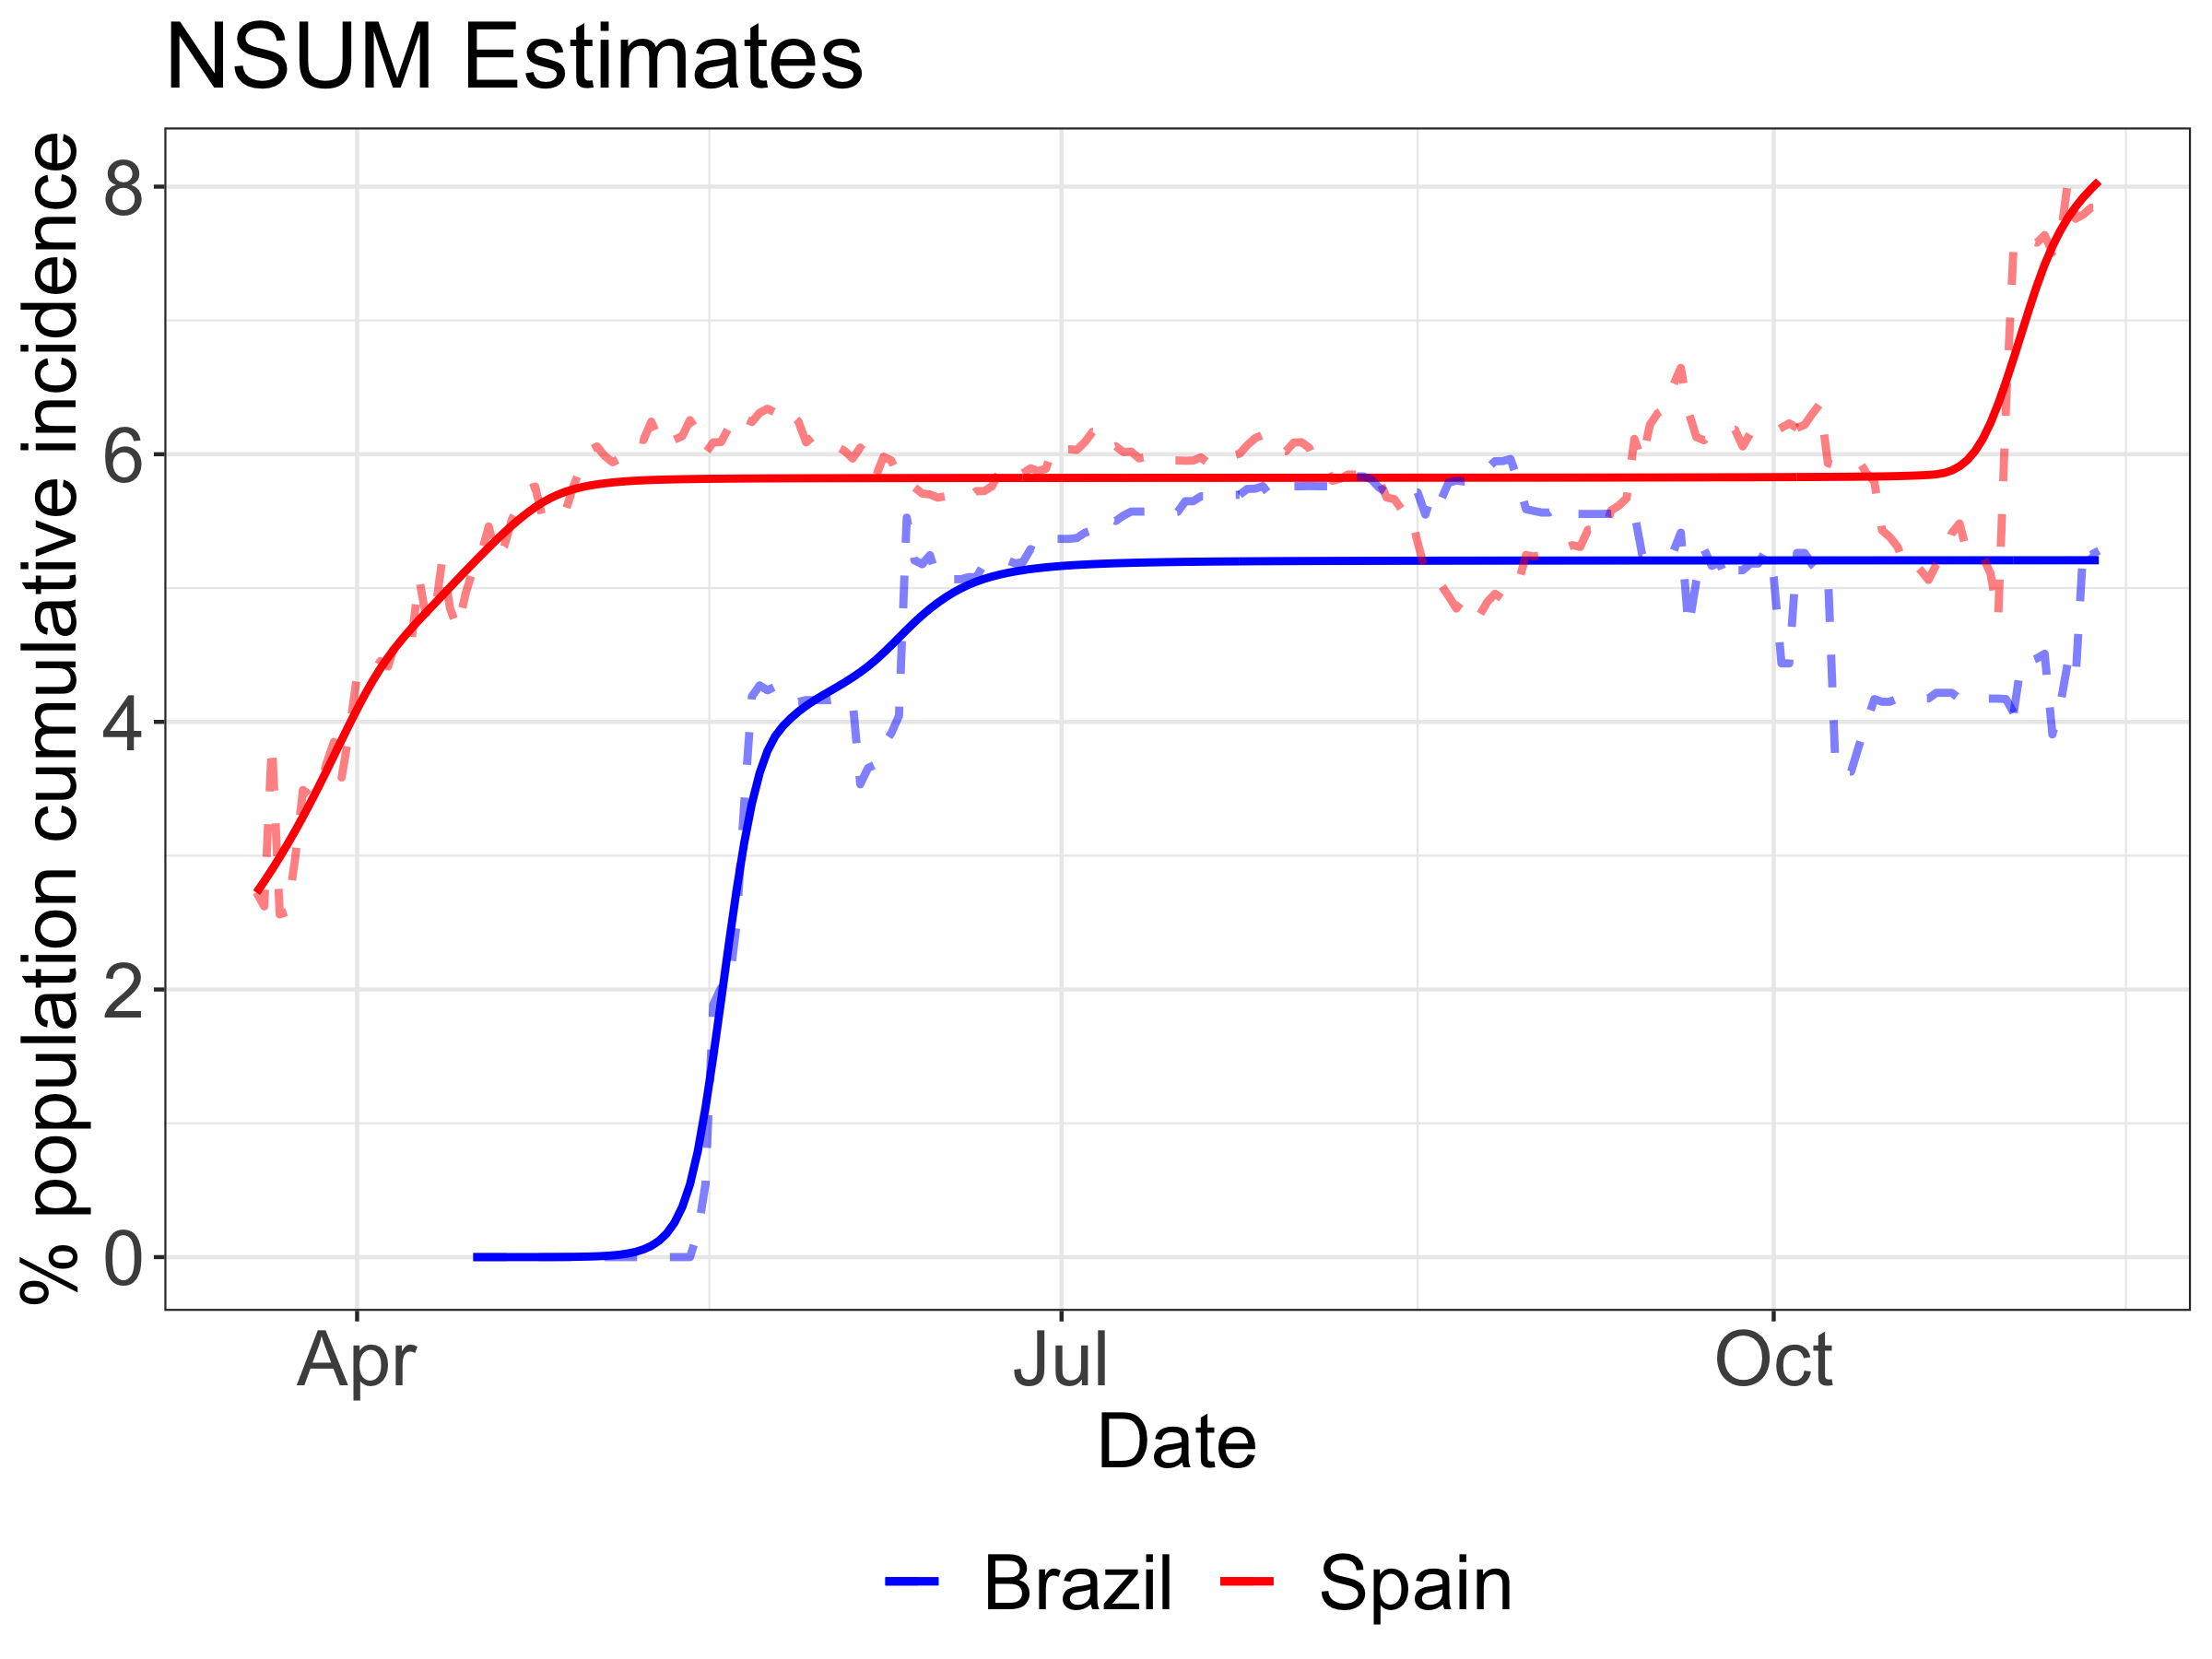 NSUM Estimates
% population cumulative incidence
8
6
4
2
0
Apr Jul Oct
Date
Brazil Spain